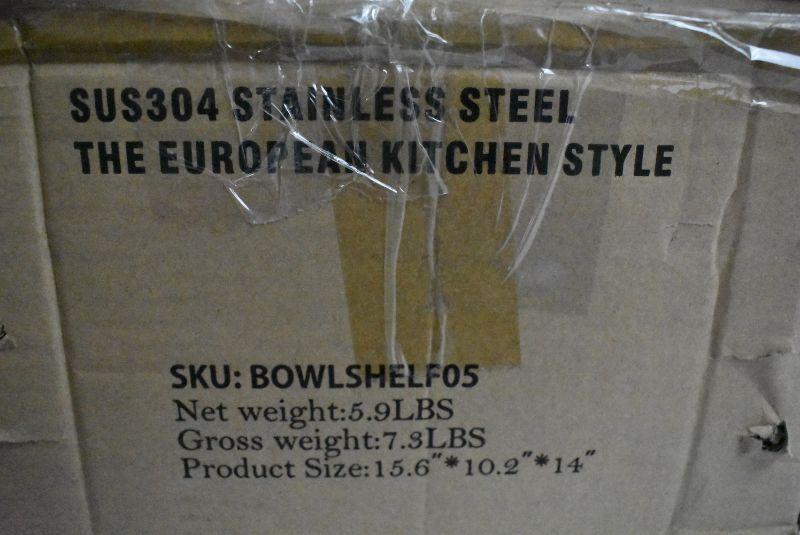 SUS304 STAINLESS STEEL
THE EUROPEAN KITCHEN STYLE
SKU: BOWLSHELF05
Net weight:5.9LBS
Gross weight:7.3LBS
Product Size:15.6"*10.2"*14"